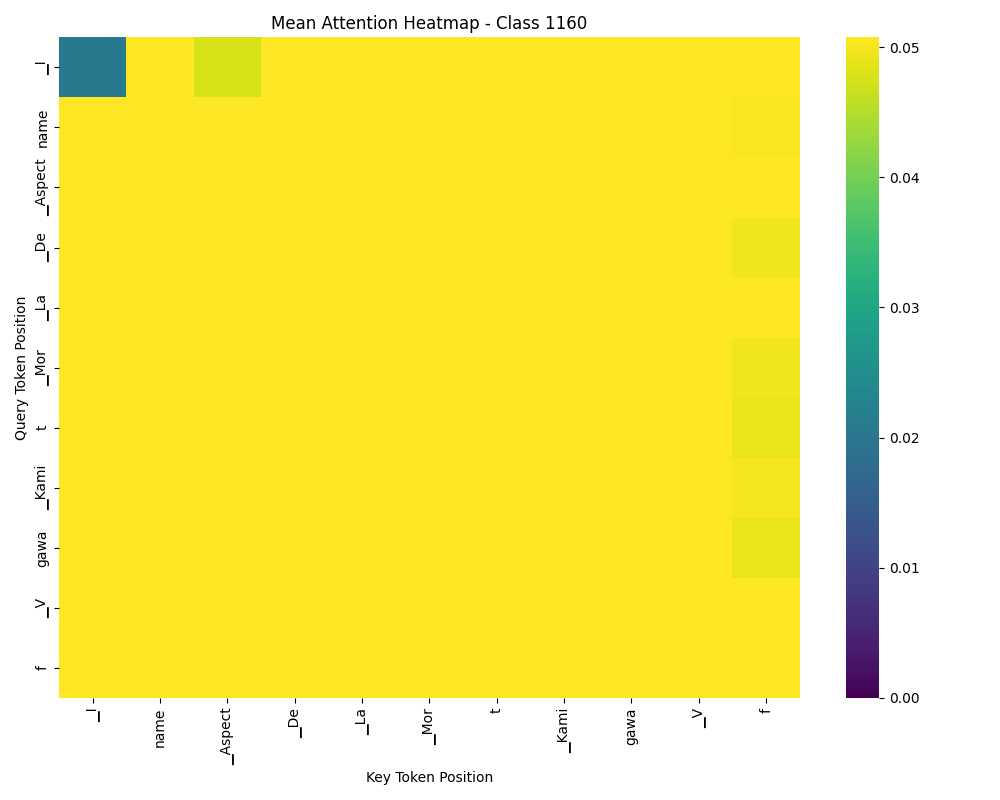 Mean Attention Heatmap - Class 1160
Query Token Position
▁I
name
▁Aspect
▁De
▁La
▁Mor
t
▁Kami
gawa
▁V
f
▁I
name
▁Aspect
▁De
▁La
▁Mor
t
▁Kami
gawa
▁V
f
Key Token Position
0.05
0.04
0.03
0.02
0.01
0.00